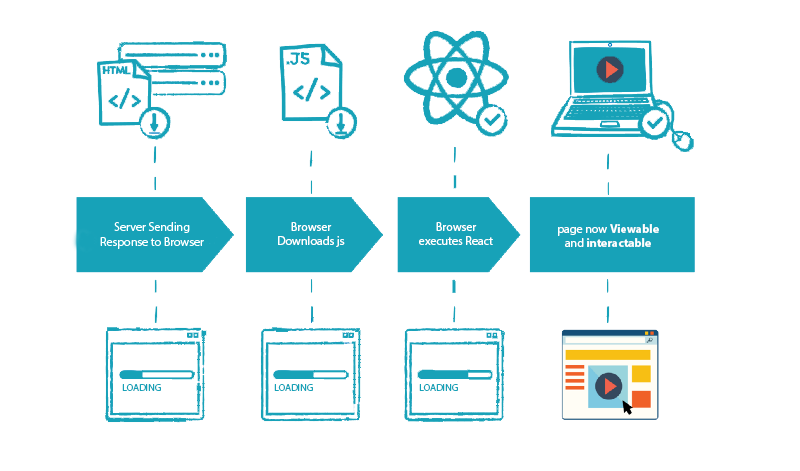 HTML
.JS
Server Sending
Response to Browser
Browser
Downloads js
Browser
executes React
page now Viewable
and interactable
LOADING
LOADING
LOADING